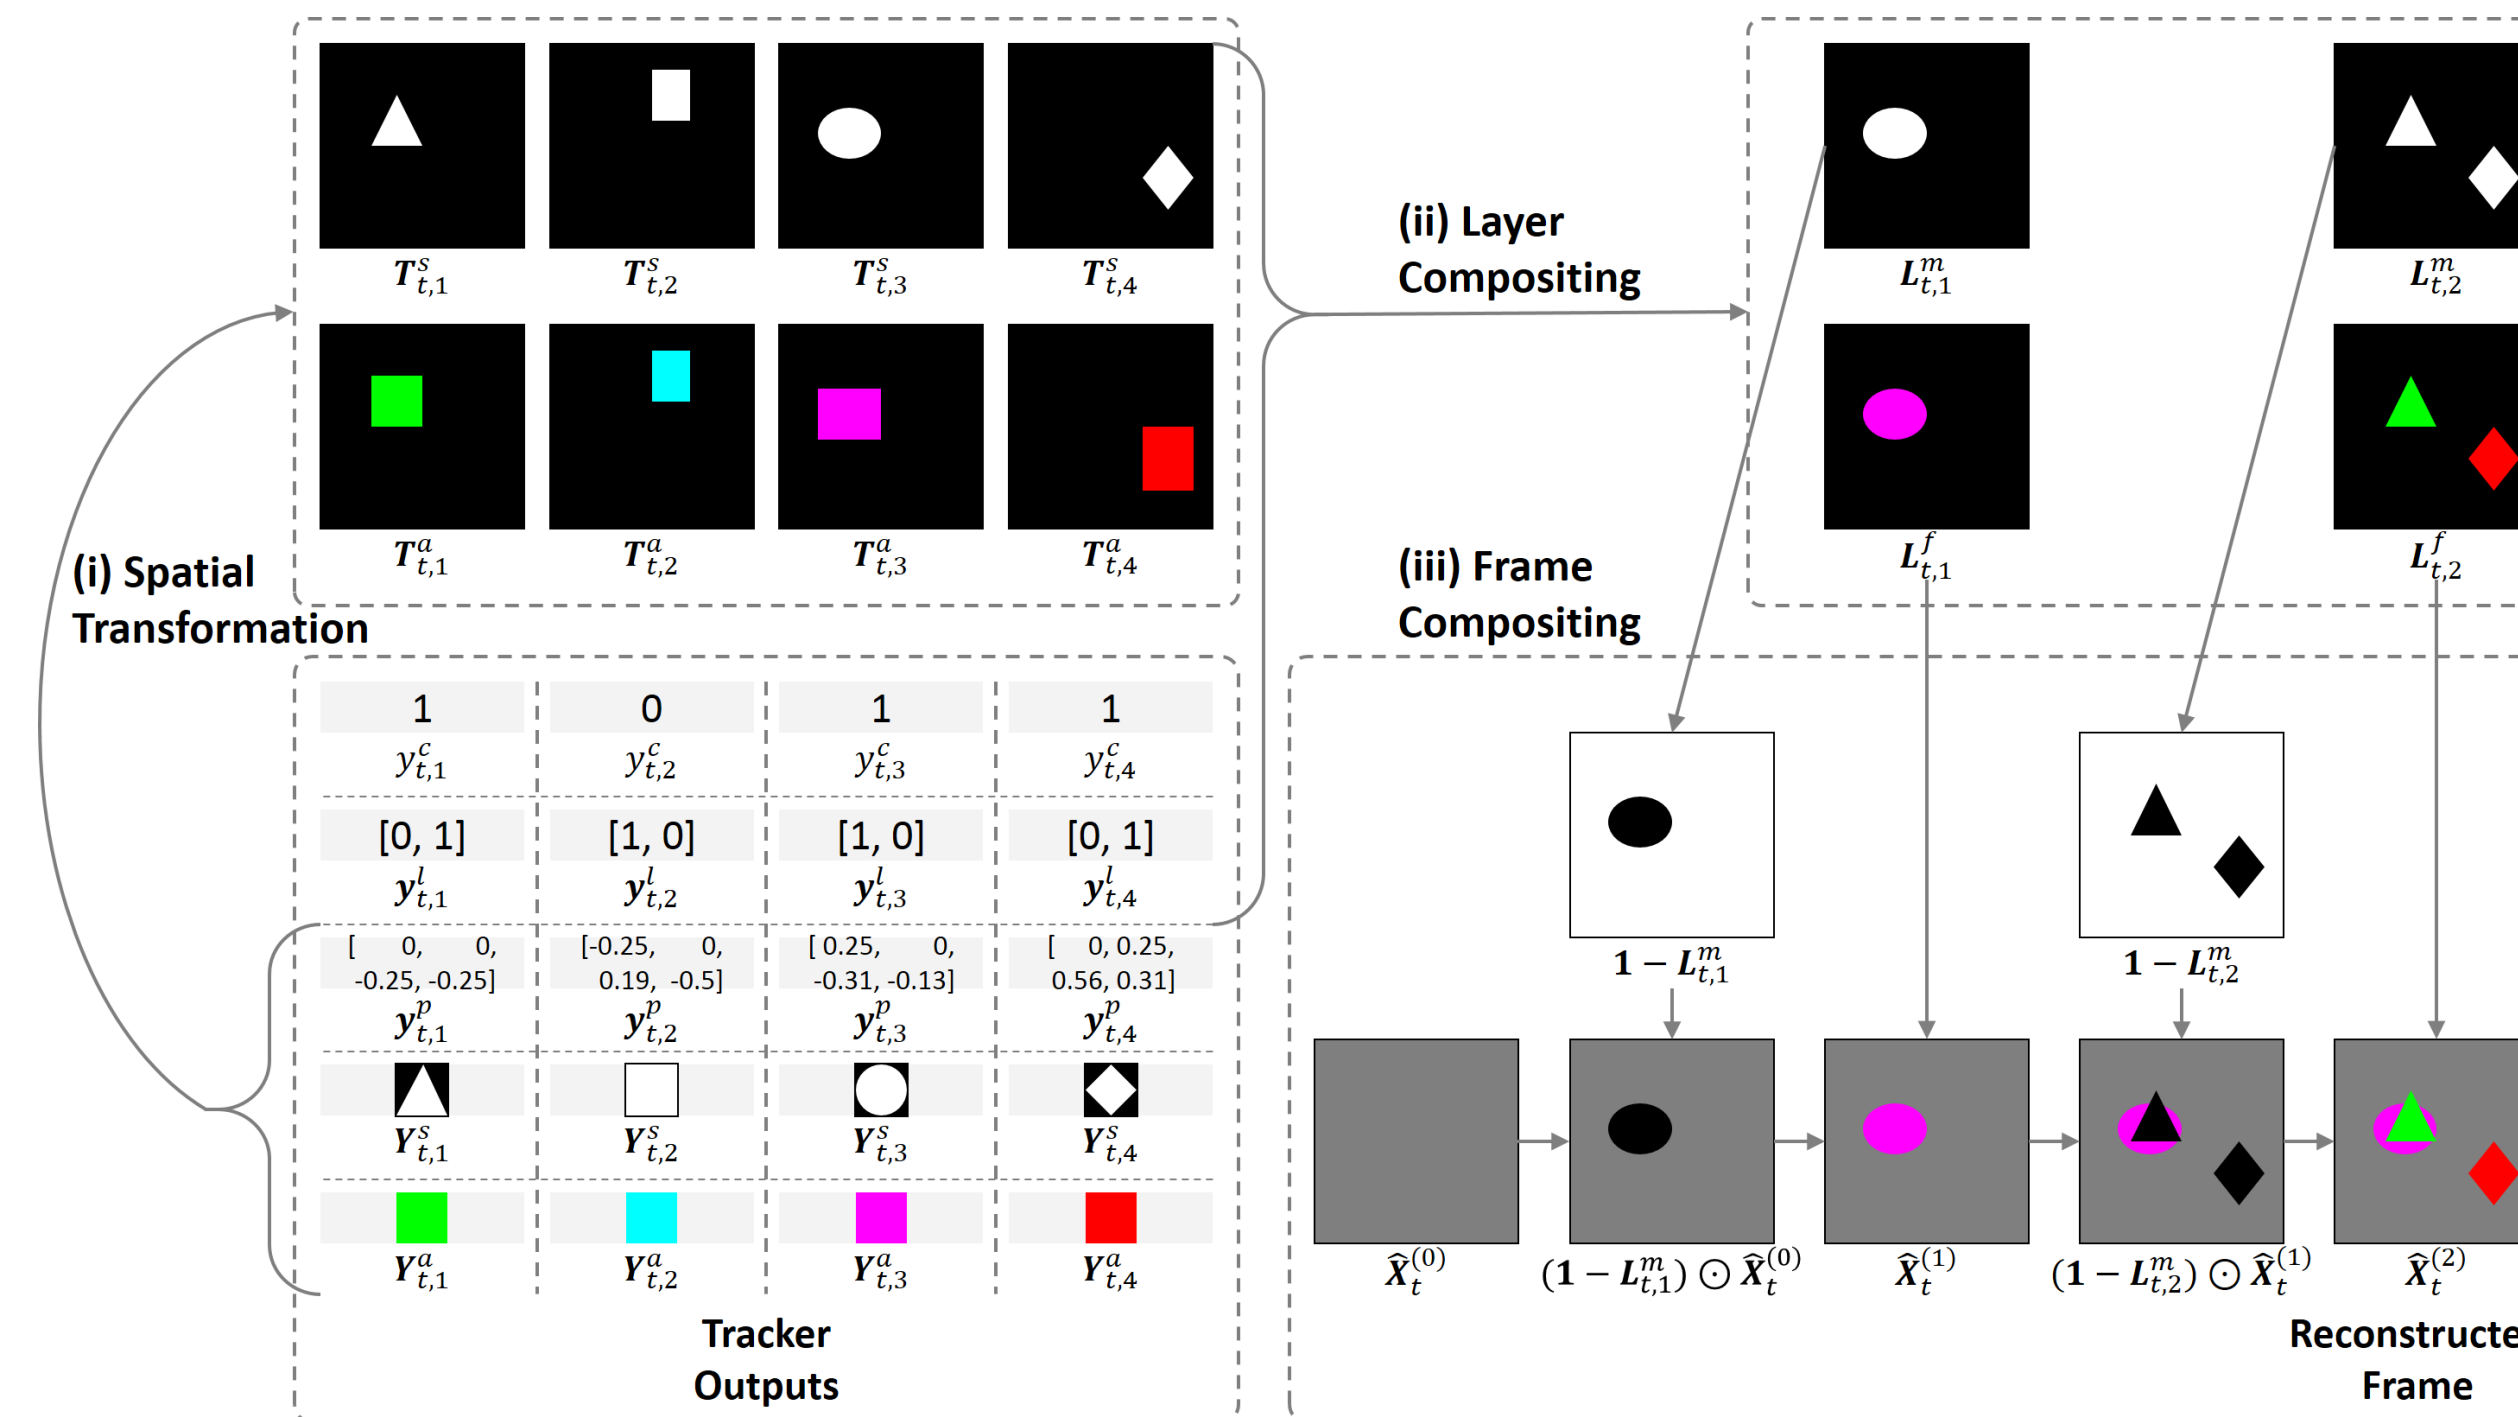 T^s_{t,1} T^s_{t,2} T^s_{t,3} T^s_{t,4}
T^a_{t,1} T^a_{t,2} T^a_{t,3} T^a_{t,4}
(i) Spatial
Transformation
1 0 1 1
y^c_{t,1} y^c_{t,2} y^c_{t,3} y^c_{t,4}
[0, 1] [1, 0] [1, 0] [0, 1]
y^l_{t,1} y^l_{t,2} y^l_{t,3} y^l_{t,4}
[ 0, 0, [-0.25, 0, [ 0.25, 0, [ 0, 0.25,
-0.25, -0.25] 0.19, -0.5] -0.31, -0.13] 0.56, 0.31]
y^p_{t,1} y^p_{t,2} y^p_{t,3} y^p_{t,4}
Y^s_{t,1} Y^s_{t,2} Y^s_{t,3} Y^s_{t,4}
Y^a_{t,1} Y^a_{t,2} Y^a_{t,3} Y^a_{t,4}
Tracker
Outputs
(ii) Layer
Compositing
L^m_{t,1} L^m_{t,2}
L^f_{t,1} L^f_{t,2}
(iii) Frame
Compositing
1 − L^m_{t,1} 1 − L^m_{t,2}
X̂^{(0)}_t (1 − L^m_{t,1}) ⊙ X̂^{(0)}_t X̂^{(1)}_t (1 − L^m_{t,2}) ⊙ X̂^{(1)}_t X̂^{(2)}_t
Reconstructe
Frame